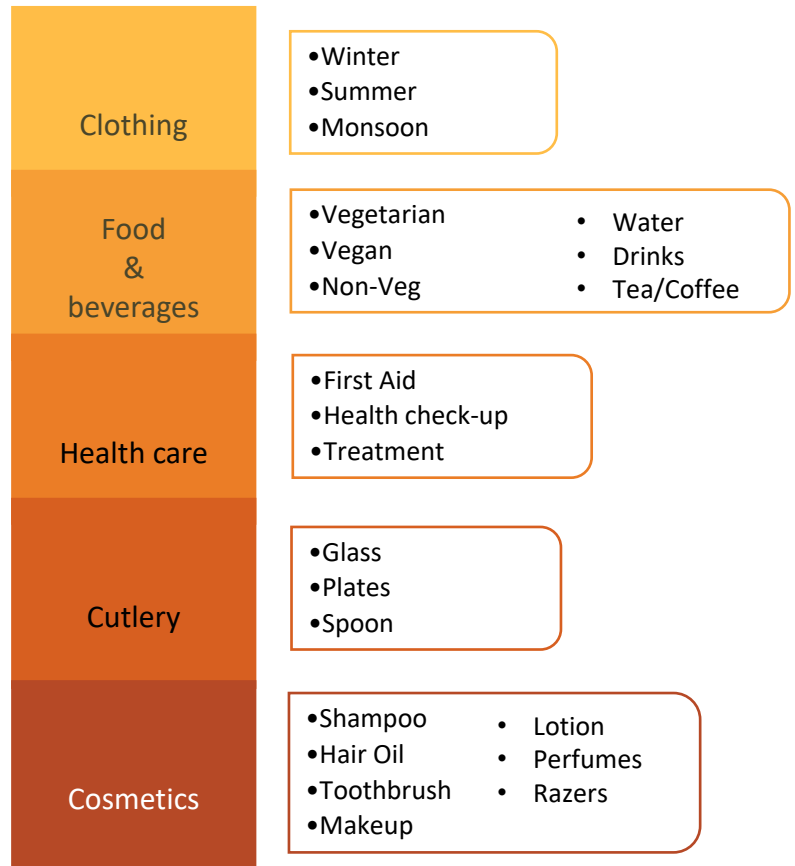 Clothing
•Winter
•Summer
•Monsoon
Food
&
beverages
•Vegetarian
•Vegan
•Non-Veg
• Water
• Drinks
• Tea/Coffee
Health care
•First Aid
•Health check-up
•Treatment
Cutlery
•Glass
•Plates
•Spoon
Cosmetics
•Shampoo
•Hair Oil
•Toothbrush
•Makeup
• Lotion
• Perfumes
• Razers